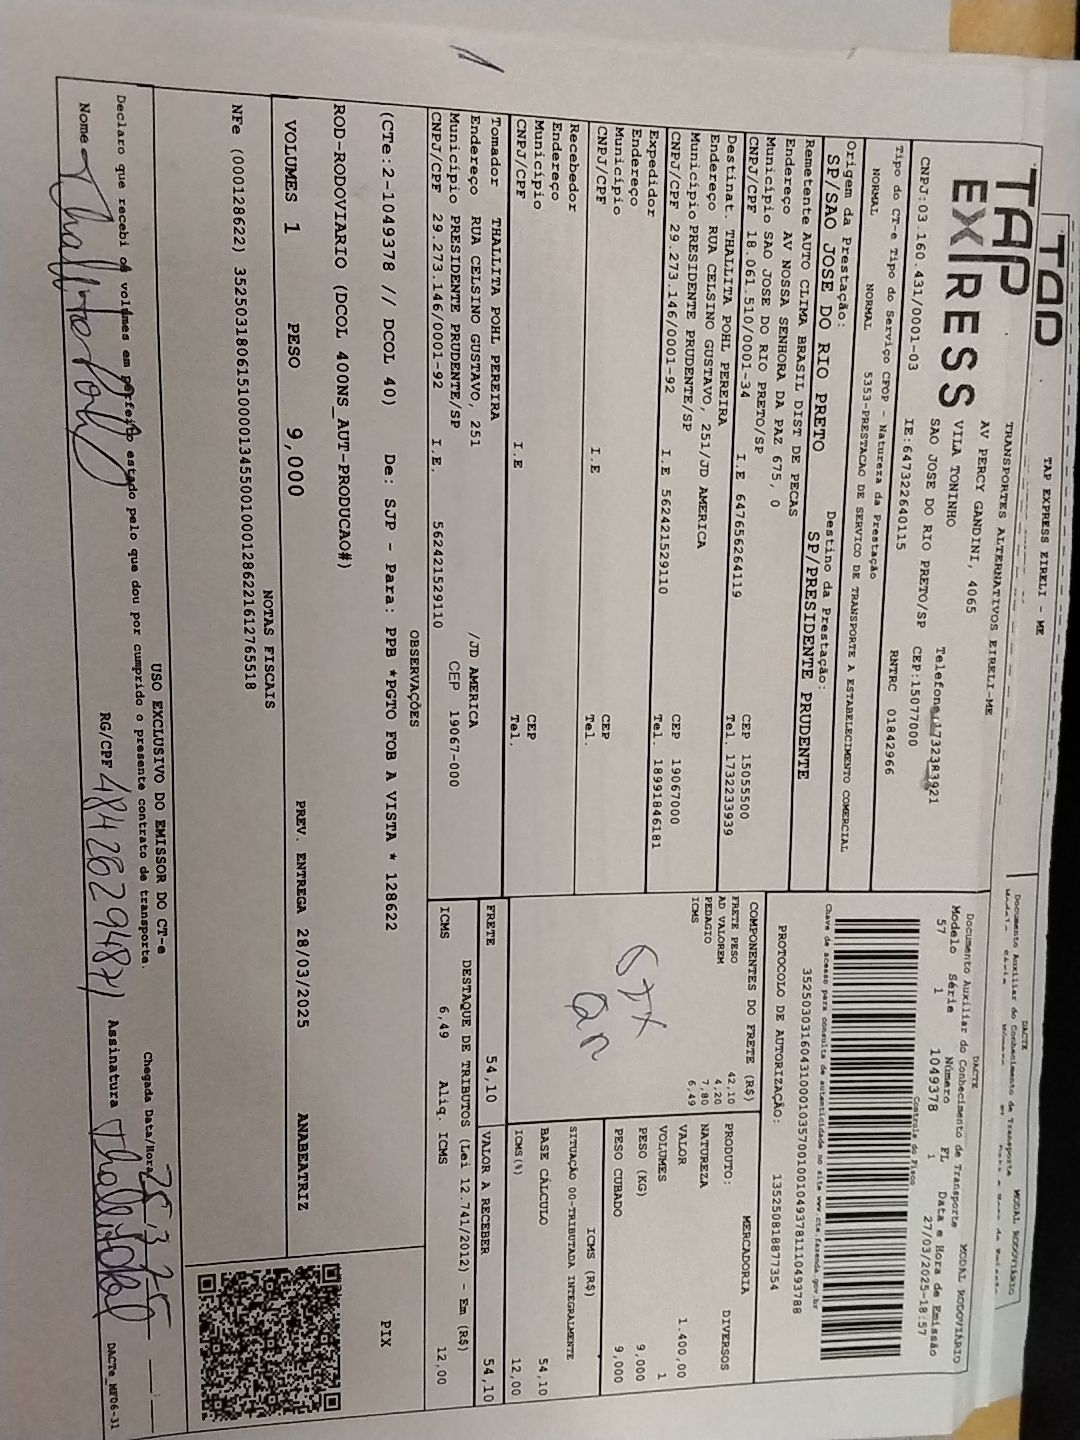 TAP EXPRESS EIRELI - ME
TAP
EXPRESS
TRANSPORTES ALTERNATIVOS EIRELI-ME
AV PERCY GANDINI, 4065
VILA TONINHO
SAO JOSE DO RIO PRETO/SP
CEP:15077000
CNPJ:03.160.431/0001-03
IE:647322640115
RNTRC 01842966
DACTE
MODAL RODOVIÁRIO
Documento Auxiliar do Conhecimento de Transporte
Modelo Série Número FL Data e Hora de Emissão
57 1 1049378 1 27/03/2025-18:57
Controle do Fisco
Tipo do CT-e Tipo do Serviço CFOP - Natureza da Prestação
NORMAL NORMAL 5353-PRESTACAO DE SERVICO DE TRANSPORTE A ESTABELECIMENTO COMERCIAL
Chave de acesso para consulta de autenticidade no site www.cte.fazenda.gov.br
PROTOCOLO DE AUTORIZAÇÃO: 135250818877354
Origem da Prestação: Destino da Prestação:
SP/SAO JOSE DO RIO PRETO SP/PRESIDENTE PRUDENTE
Remetente AUTO CLIMA BRASIL DIST DE PECAS
Endereço AV NOSSA SENHORA DA PAZ 675, 0
Município SAO JOSE DO RIO PRETO/SP CEP 15055500
CNPJ/CPF 18.061.510/0001-34 I.E 647656264119 Tel. 1732233939
Destinat. THALLITA POHL PEREIRA
Endereço RUA CELSINO GUSTAVO, 251/JD AMERICA
Município PRESIDENTE PRUDENTE/SP CEP 19067000
CNPJ/CPF 29.273.146/0001-92 I.E 562421529110 Tel. 18991846181
Expedidor
Endereço
Município CEP
CNPJ/CPF I.E Tel.
Recebedor
Endereço
Município CEP
CNPJ/CPF I.E Tel.
Tomador THALLITA POHL PEREIRA
Endereço RUA CELSINO GUSTAVO, 251 /JD AMERICA
Município PRESIDENTE PRUDENTE/SP CEP 19067-000
CNPJ/CPF 29.273.146/0001-92 I.E. 562421529110
COMPONENTES DO FRETE (R$)
FRETE PESO 42,10
AD VALOREM 4,20
PEDAGIO 7,80
ICMS 6,49
MERCADORIA
PRODUTO: DIVERSOS
NATUREZA
VALOR 1.400,00
VOLUMES 1
PESO (KG) 9,000
PESO CUBADO 9,000
ICMS (R$)
SITUAÇÃO 00-TRIBUTADA INTEGRALMENTE
BASE CÁLCULO 54,10
ICMS (%) 12,00
FRETE 54,10 VALOR A RECEBER 54,10
DESTAQUE DE TRIBUTOS (Lei 12.741/2012) - Em (R$)
ICMS 6,49 Aliq. ICMS 12,00
OBSERVAÇÕES
(CTe:2-1049378 // DCOL 40) De: SJP - Para: PPB *PGTO FOB A VISTA * 128622 PIX
ROD-RODOVIARIO (DCOL 400NS_AUT-PRODUCAO#)
VOLUMES 1 PESO 9,000 PREV. ENTREGA 28/03/2025 ANABEATRIZ
NOTAS FISCAIS
NFe (000128622)
USO EXCLUSIVO DO EMISSOR DO CT-e
Declaro que recebi os volumes em perfeito estado pelo que dou por cumprido o presente contrato de transporte.
Chegada Data/Hora
Nome Thallita Pohl RG/CPF Assinatura
DACTe_MF06-31